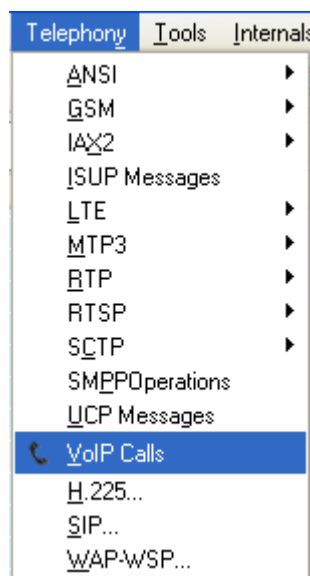 Telephony Tools Internals
ANSI
GSM
IAX2
ISUP Messages
LTE
MTP3
RTP
RTSP
SCTP
SMPPOperations
UCP Messages
VoIP Calls
H.225...
SIP...
WAP-WSP...